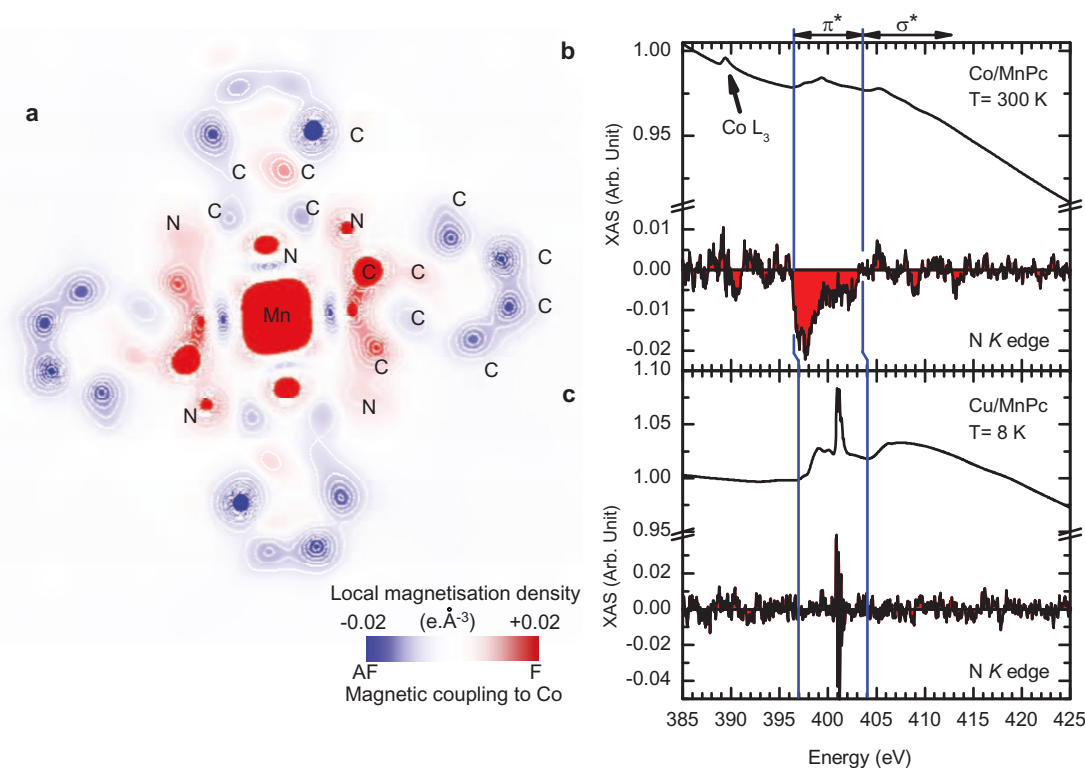 a
C
C
C
C
C
N
N
N
C
C
C
C
C
C
C
C
Mn
N
N
Local magnetisation density
-0.02
(e.Å-3)
+0.02
AF
F
Magnetic coupling to Co
b
π*
σ*
1.00
0.95
0.01
0.00
-0.01
-0.02
XAS (Arb. Unit)
Co/MnPc
T= 300 K
Co L3
N K edge
c
1.10
1.05
1.00
0.95
0.02
0.00
-0.02
-0.04
XAS (Arb. Unit)
Cu/MnPc
T= 8 K
N K edge
385 390 395 400 405 410 415 420 425
Energy (eV)